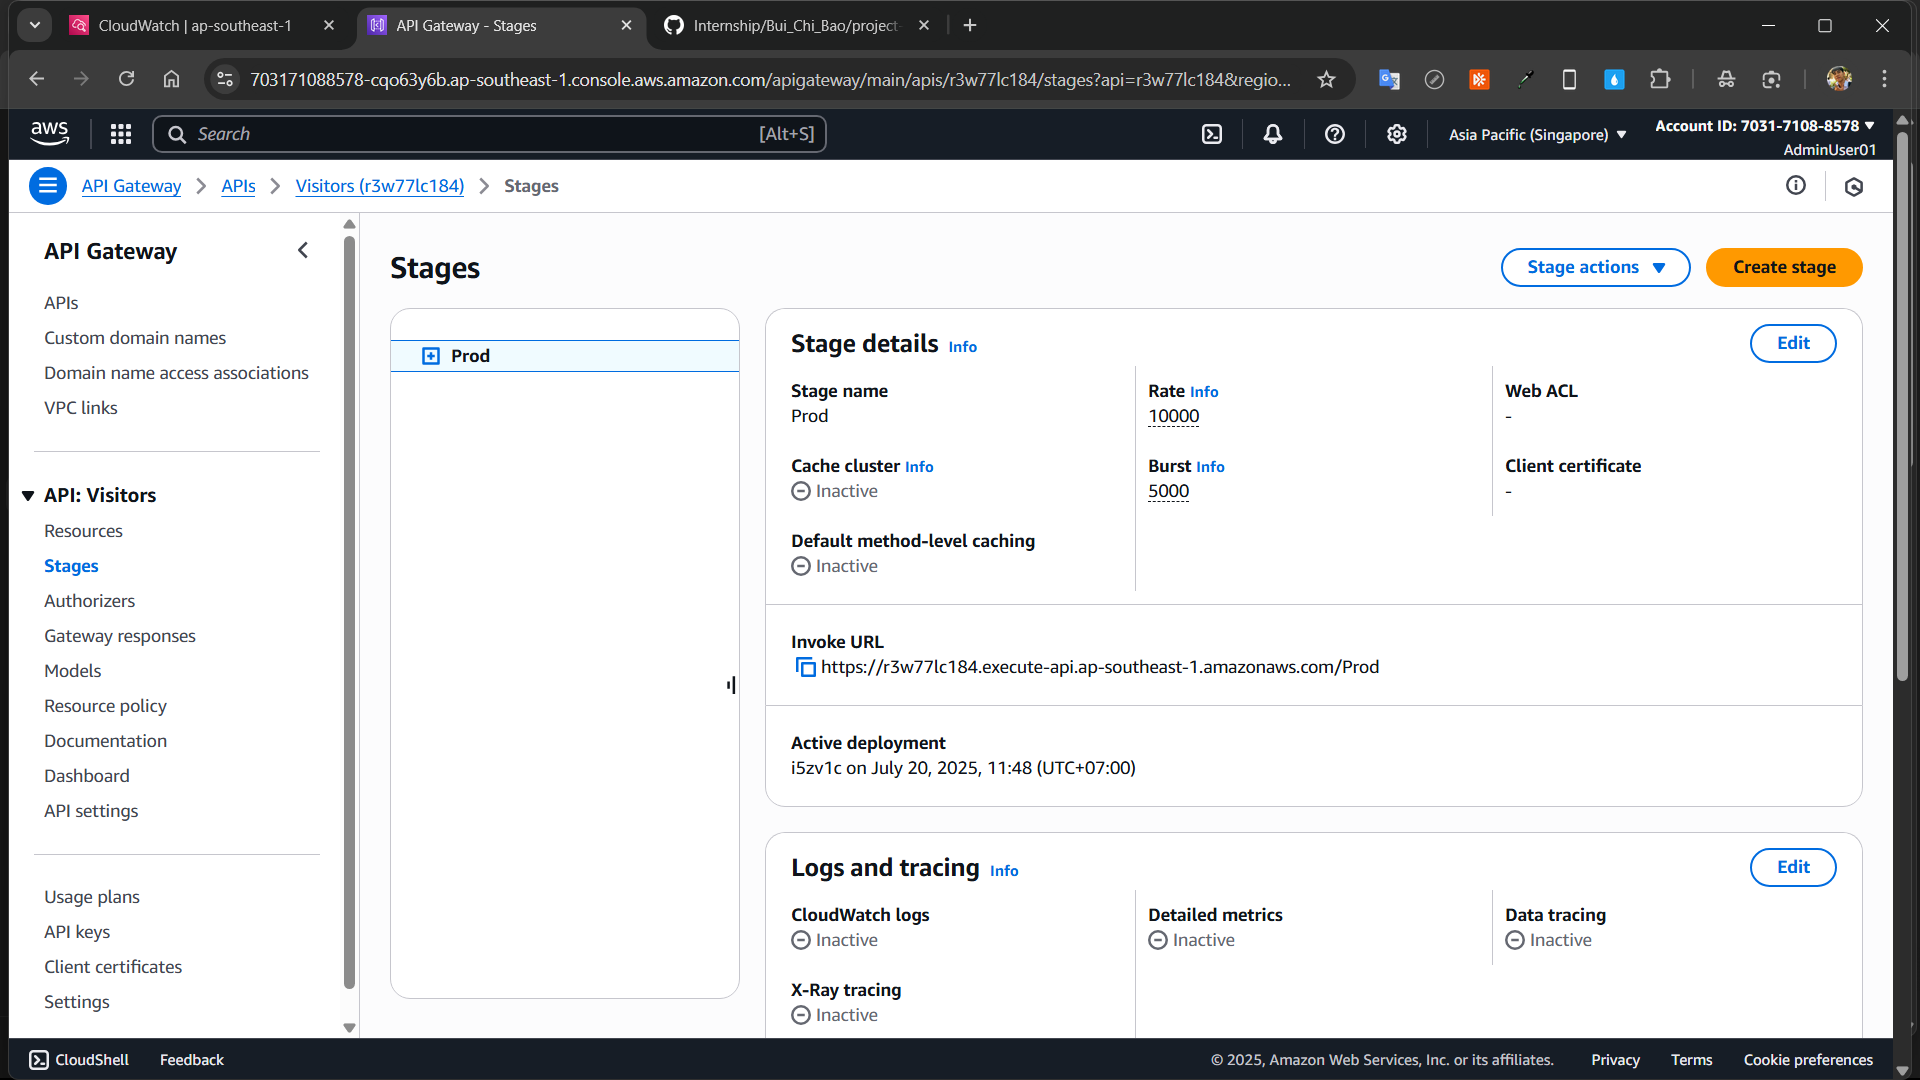 CloudWatch | ap-southeast-1
API Gateway - Stages
Internship/Bui_Chi_Bao/project-
703171088578-cqo63y6b.ap-southeast-1.console.aws.amazon.com/apigateway/main/apis/r3w77lc184/stages?api=r3w77lc184&regio...
aws
Search [Alt+S]
Asia Pacific (Singapore)
Account ID: 7031-7108-8578
AdminUser01
API Gateway > APIs > Visitors (r3w77lc184) > Stages
API Gateway
APIs
Custom domain names
Domain name access associations
VPC links
API: Visitors
Resources
Stages
Authorizers
Gateway responses
Models
Resource policy
Documentation
Dashboard
API settings
Usage plans
API keys
Client certificates
Settings
Stages
Stage actions
Create stage
Prod
Stage details Info
Edit
Stage name
Prod
Rate Info
10000
Web ACL
-
Cache cluster Info
Inactive
Burst Info
5000
Client certificate
-
Default method-level caching
Inactive
Invoke URL
https://r3w77lc184.execute-api.ap-southeast-1.amazonaws.com/Prod
Active deployment
i5zv1c on July 20, 2025, 11:48 (UTC+07:00)
Logs and tracing Info
Edit
CloudWatch logs
Inactive
Detailed metrics
Inactive
Data tracing
Inactive
X-Ray tracing
Inactive
CloudShell
Feedback
© 2025, Amazon Web Services, Inc. or its affiliates.
Privacy
Terms
Cookie preferences